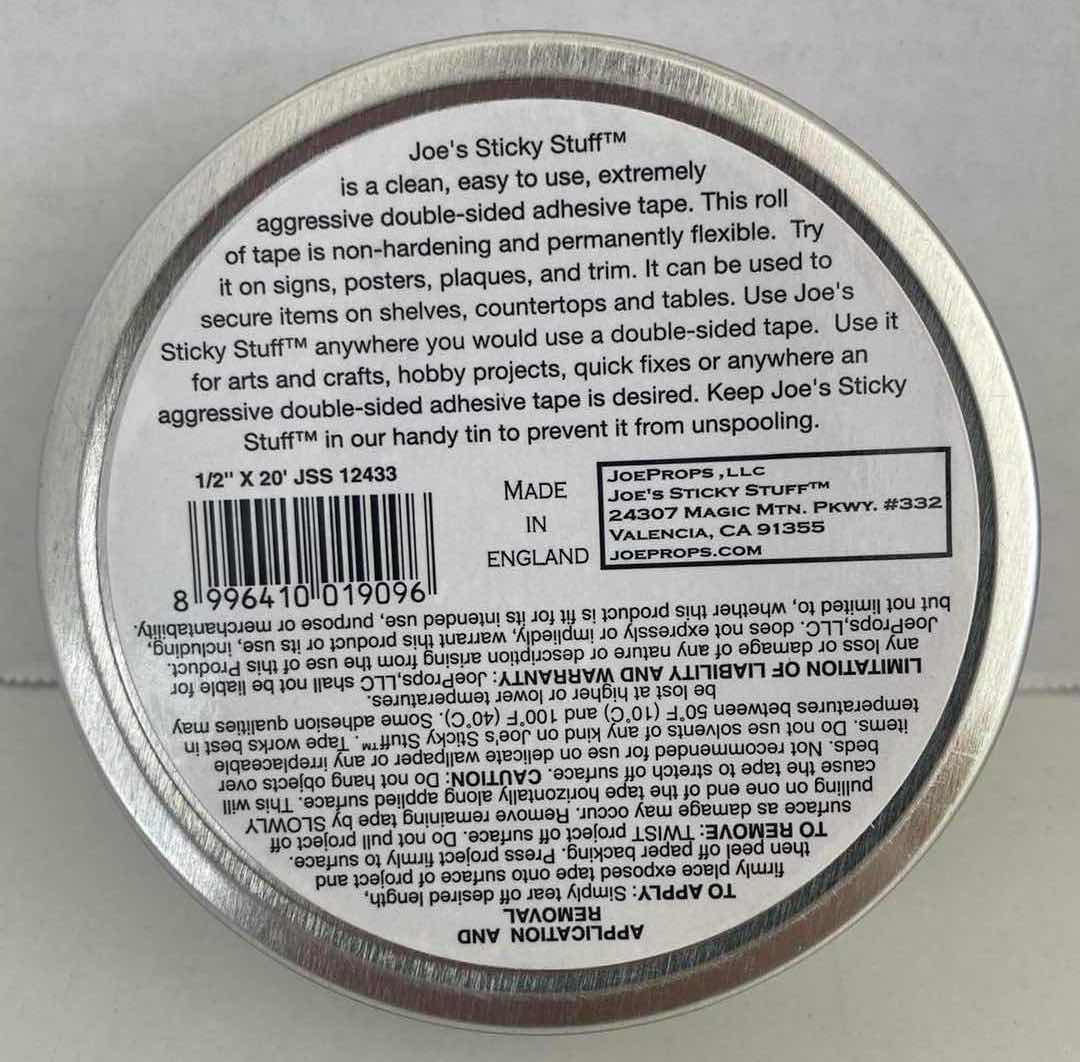 Joe's Sticky Stuff™
is a clean, easy to use, extremely
aggressive double-sided adhesive tape. This roll
of tape is non-hardening and permanently flexible. Try
it on signs, posters, plaques, and trim. It can be used to
secure items on shelves, countertops and tables. Use Joe's
Sticky Stuff™ anywhere you would use a double-sided tape. Use it
for arts and crafts, hobby projects, quick fixes or anywhere an
aggressive double-sided adhesive tape is desired. Keep Joe's Sticky
Stuff™ in our handy tin to prevent it from unspooling.
1/2" X 20' JSS 12433
8 996410 019096
MADE
IN
ENGLAND
JOEPROPS ,LLC
JOE'S STICKY STUFF™
24307 MAGIC MTN. PKWY. #332
VALENCIA, CA 91355
JOEPROPS.COM
APPLICATION AND
REMOVAL
TO APPLY: Simply tear off desired length,
firmly place exposed tape onto surface of project and
then peel off paper backing. Press project firmly to surface.
TO REMOVE: TWIST project off surface. Do not pull project off
surface as damage may occur. Remove remaining tape by SLOWLY
pulling on one end of the tape horizontally along applied surface. This will
cause the tape to stretch off surface. CAUTION: Do not hang objects over
beds. Not recommended for use on delicate wallpaper or any irreplaceable
items. Do not use solvents of any kind on Joe's Sticky Stuff™. Tape works best in
temperatures between 50°F (10°C) and 100°F (40°C). Some adhesion qualities may
be lost at higher or lower temperatures.
LIMITATION OF LIABILITY AND WARRANTY: JoeProps,LLC shall not be liable for
any loss or damage of any nature or description arising from the use of this Product.
JoeProps,LLC. does not expressly or impliedly, warrant this product or its use, including,
but not limited to, whether this product is fit for its intended use, purpose or merchantability.